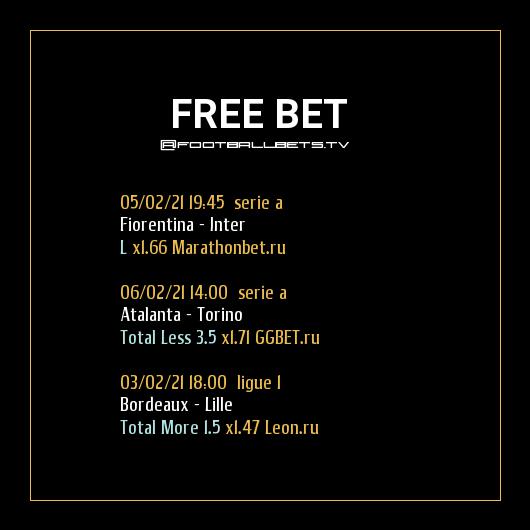 FREE BET
@FOOTBALLBETS.TV
05/02/21 19:45 serie a
Fiorentina - Inter
L x1.66 Marathonbet.ru
06/02/21 14:00 serie a
Atalanta - Torino
Total Less 3.5 x1.71 GGBET.ru
03/02/21 18:00 ligue 1
Bordeaux - Lille
Total More 1.5 x1.47 Leon.ru